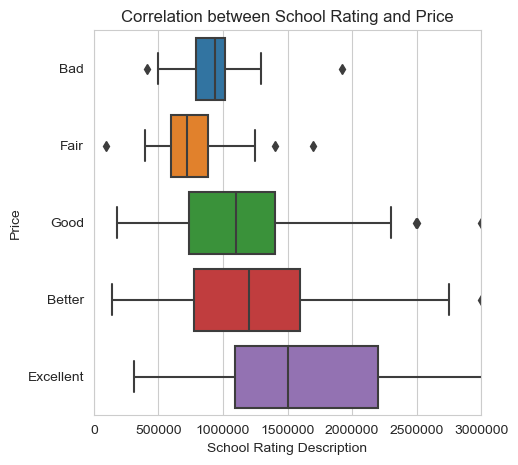 Correlation between School Rating and Price
Bad
Fair
Good
Better
Excellent
Price
0 500000 1000000 1500000 2000000 2500000 3000000
School Rating Description